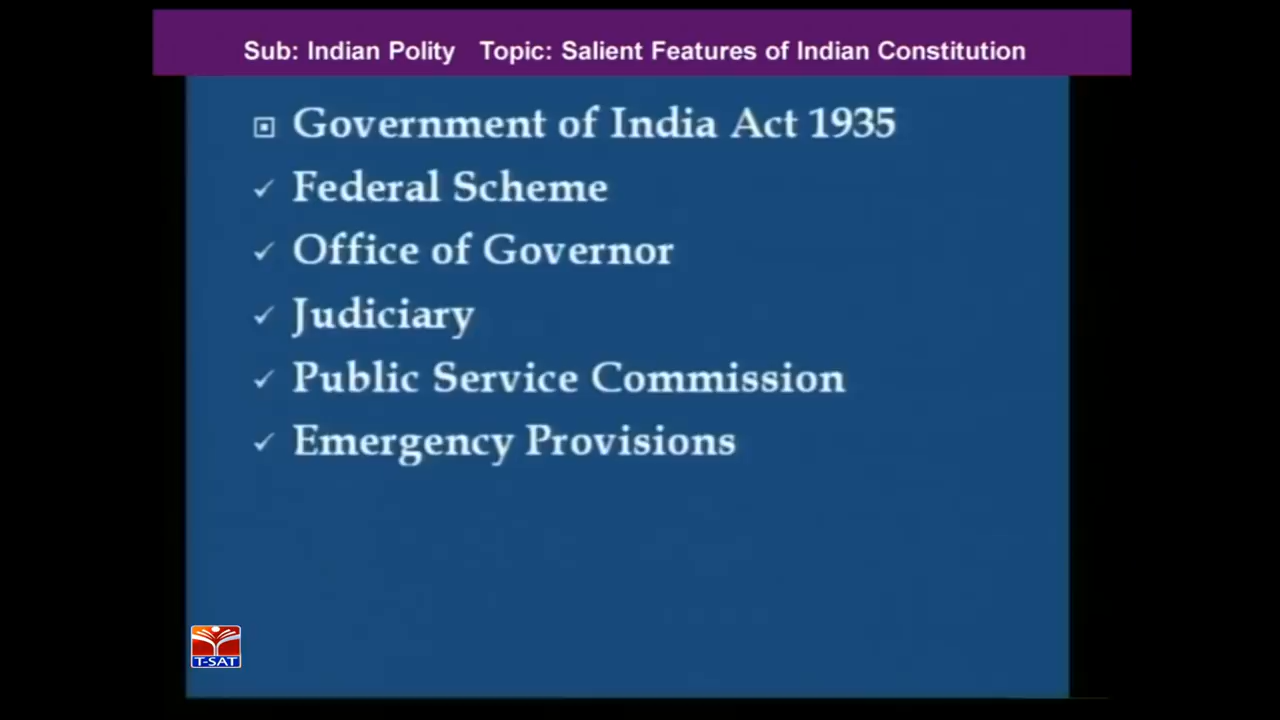 Sub: Indian Polity Topic: Salient Features of Indian Constitution
Government of India Act 1935
Federal Scheme
Office of Governor
Judiciary
Public Service Commission
Emergency Provisions
T-SAT